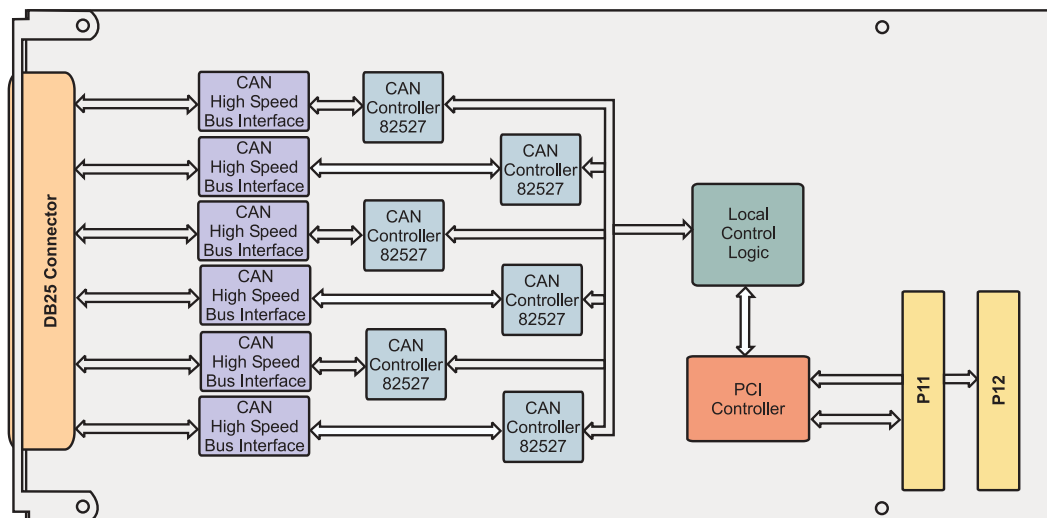 DB25 Connector
CAN
High Speed
Bus Interface
CAN
Controller
82527
CAN
High Speed
Bus Interface
CAN
Controller
82527
CAN
High Speed
Bus Interface
CAN
Controller
82527
CAN
High Speed
Bus Interface
CAN
Controller
82527
CAN
High Speed
Bus Interface
CAN
Controller
82527
CAN
High Speed
Bus Interface
CAN
Controller
82527
Local
Control
Logic
PCI
Controller
P11
P12